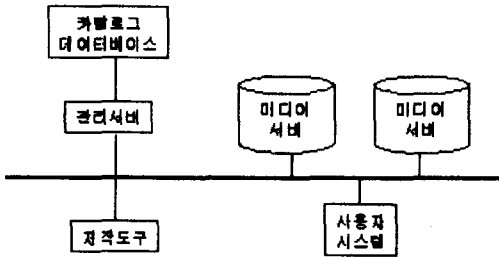 카탈로그
데이터베이스
관리서버
미디어
서버
미디어
서버
저작도구
사용자
시스템